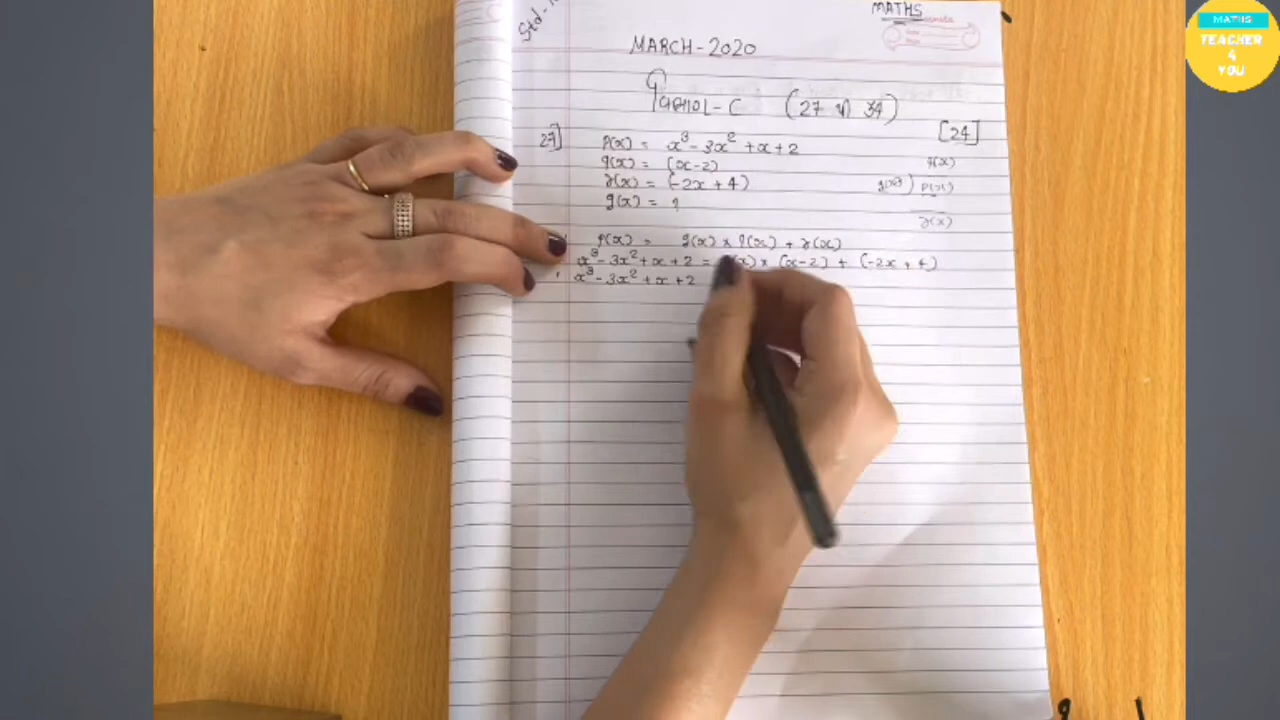 MATHS
MATHS
TEACHER
4
YOU
Std-
MARCH-2020
વિભાગ-C (27 થી 34)
[24]
27] p(x) = x³ - 3x² + x + 2
q(x) = (x-2)
r(x) = (-2x + 4)
g(x) = ?
q(x)
g(x) ) p(x)
r(x)
p(x) = g(x) × q(x) + r(x)
x³ - 3x² + x + 2 = (x) × (x-2) + (-2x + 4)
x³ - 3x² + x + 2